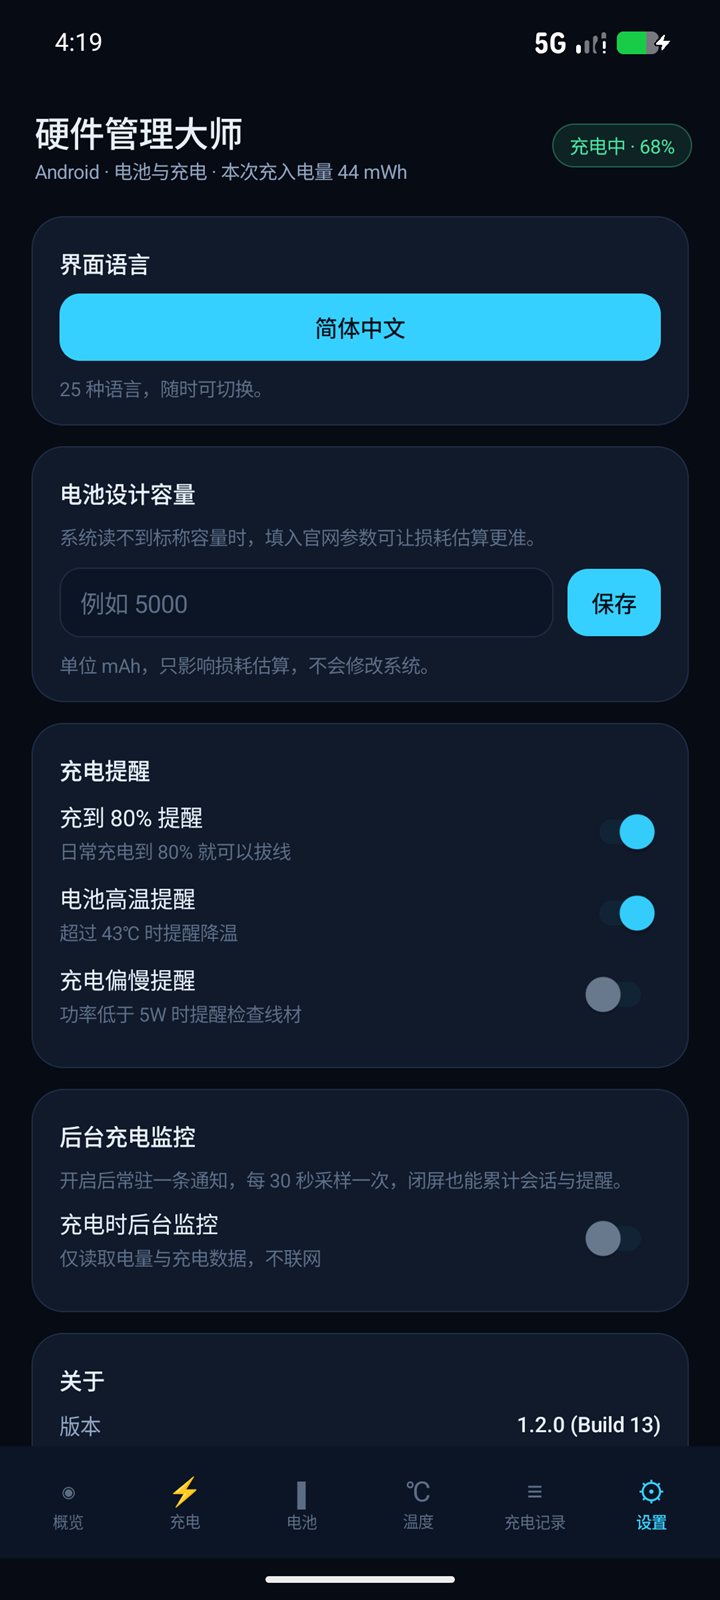 4:19
5G
硬件管理大师
Android · 电池与充电 · 本次充入电量 44 mWh
充电中 · 68%
界面语言
简体中文
25 种语言，随时可切换。
电池设计容量
系统读不到标称容量时，填入官网参数可让损耗估算更准。
例如 5000
保存
单位 mAh，只影响损耗估算，不会修改系统。
充电提醒
充到 80% 提醒
日常充电到 80% 就可以拔线
电池高温提醒
超过 43℃ 时提醒降温
充电偏慢提醒
功率低于 5W 时提醒检查线材
后台充电监控
开启后常驻一条通知，每 30 秒采样一次，闭屏也能累计会话与提醒。
充电时后台监控
仅读取电量与充电数据，不联网
关于
版本
1.2.0 (Build 13)
℃
概览
充电
电池
温度
充电记录
设置